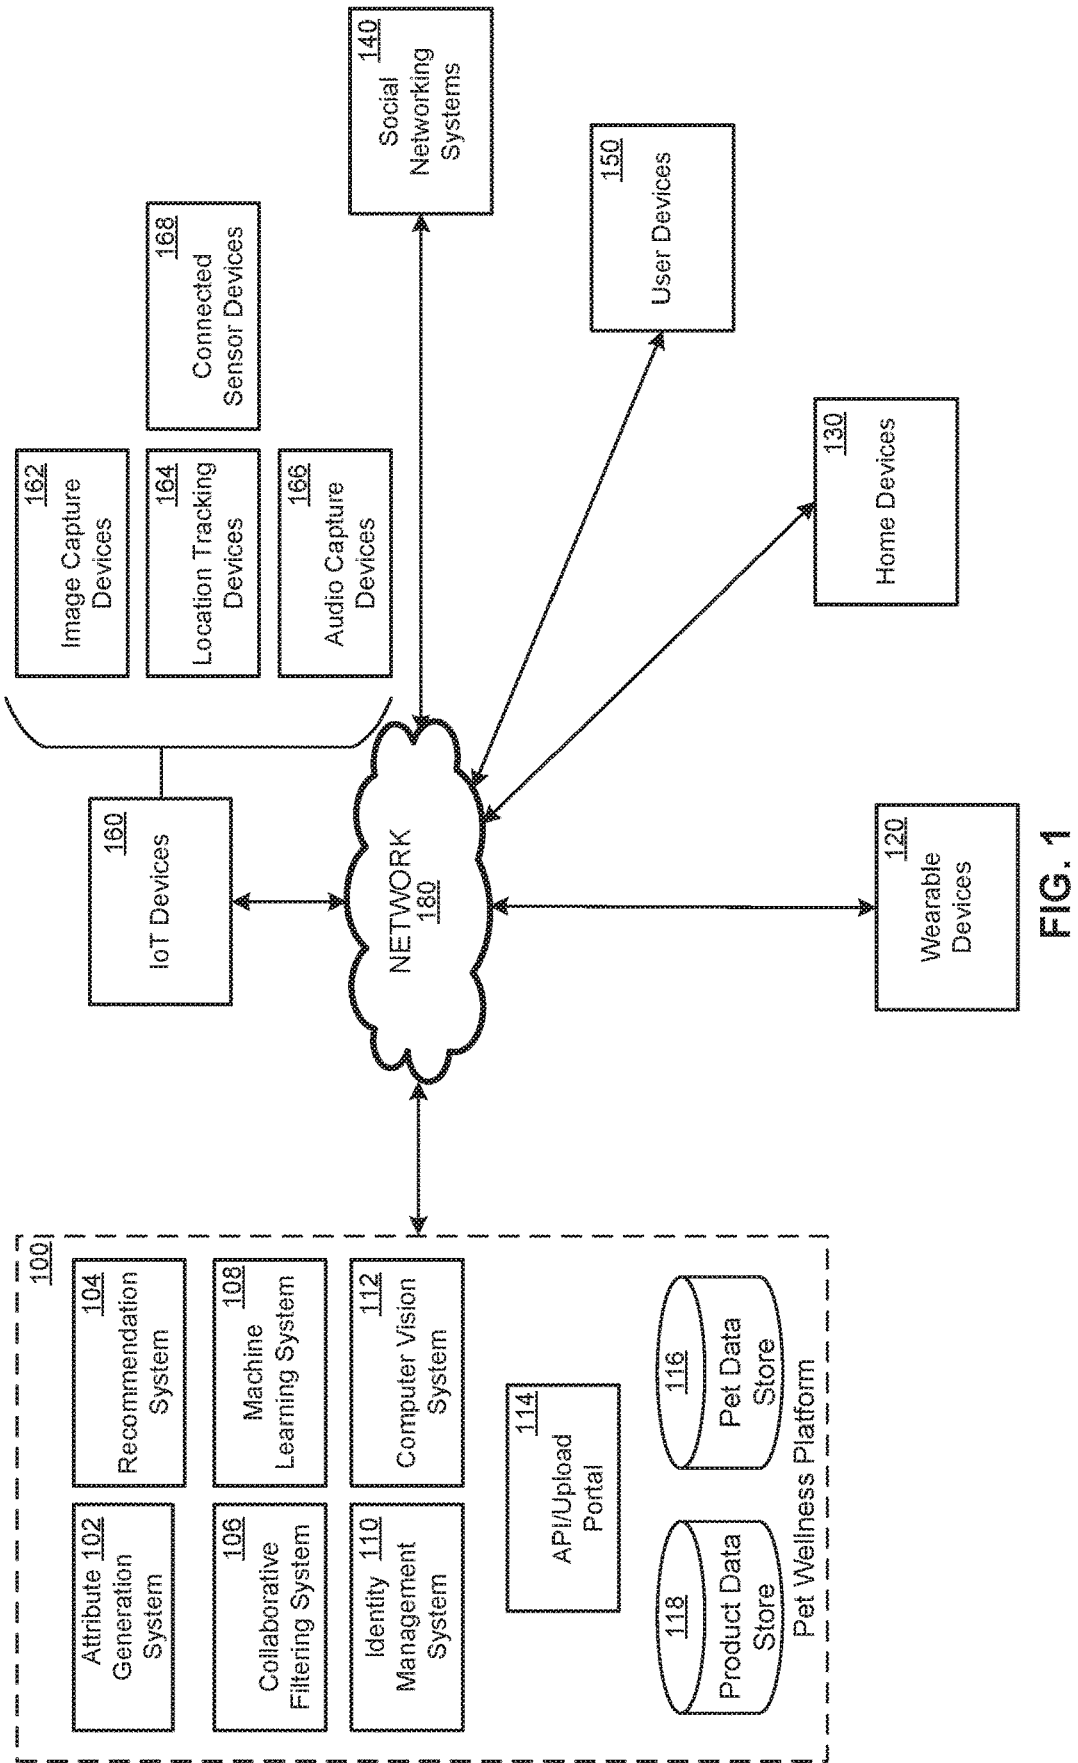 100
Attribute 102
Generation
System
104
Recommendation
System
106
Collaborative
Filtering System
108
Machine
Learning System
Identity 110
Management
System
112
Computer Vision
System
114
API/Upload
Portal
118
Product Data
Store
116
Pet Data
Store
Pet Wellness Platform
NETWORK
180
160
IoT Devices
162
Image Capture
Devices
164
Location Tracking
Devices
166
Audio Capture
Devices
168
Connected
Sensor Devices
140
Social
Networking
Systems
150
User Devices
130
Home Devices
120
Wearable
Devices
FIG. 1